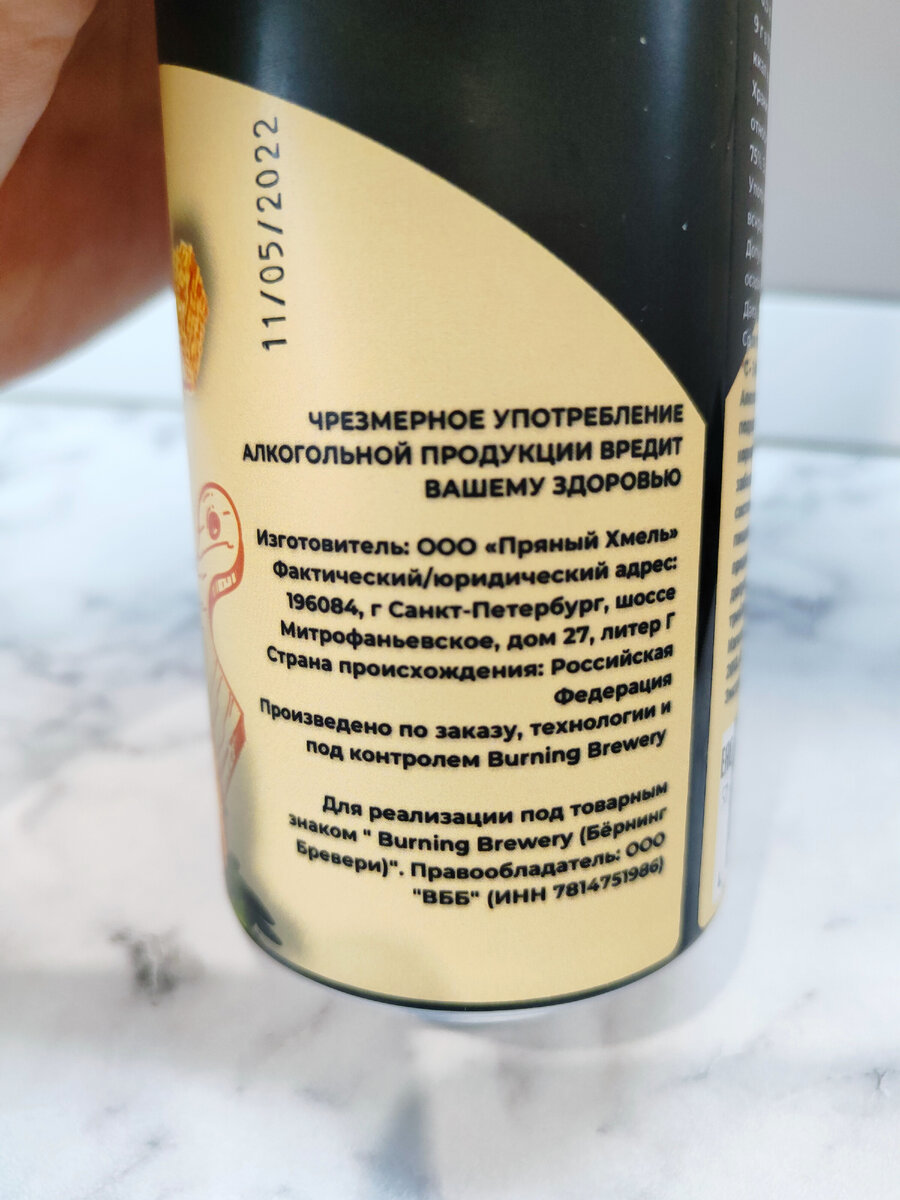 11/05/2022
ЧРЕЗМЕРНОЕ УПОТРЕБЛЕНИЕ
АЛКОГОЛЬНОЙ ПРОДУКЦИИ ВРЕДИТ
ВАШЕМУ ЗДОРОВЬЮ
Изготовитель: ООО «Пряный Хмель»
Фактический/юридический адрес:
196084, г Санкт-Петербург, шоссе
Митрофаньевское, дом 27, литер Г
Страна происхождения: Российская
Федерация
Произведено по заказу, технологии и
под контролем Burning Brewery
Для реализации под товарным
знаком " Burning Brewery (Бёрнинг
Бревери)". Правообладатель: ООО
"ВББ" (ИНН 7814751986)